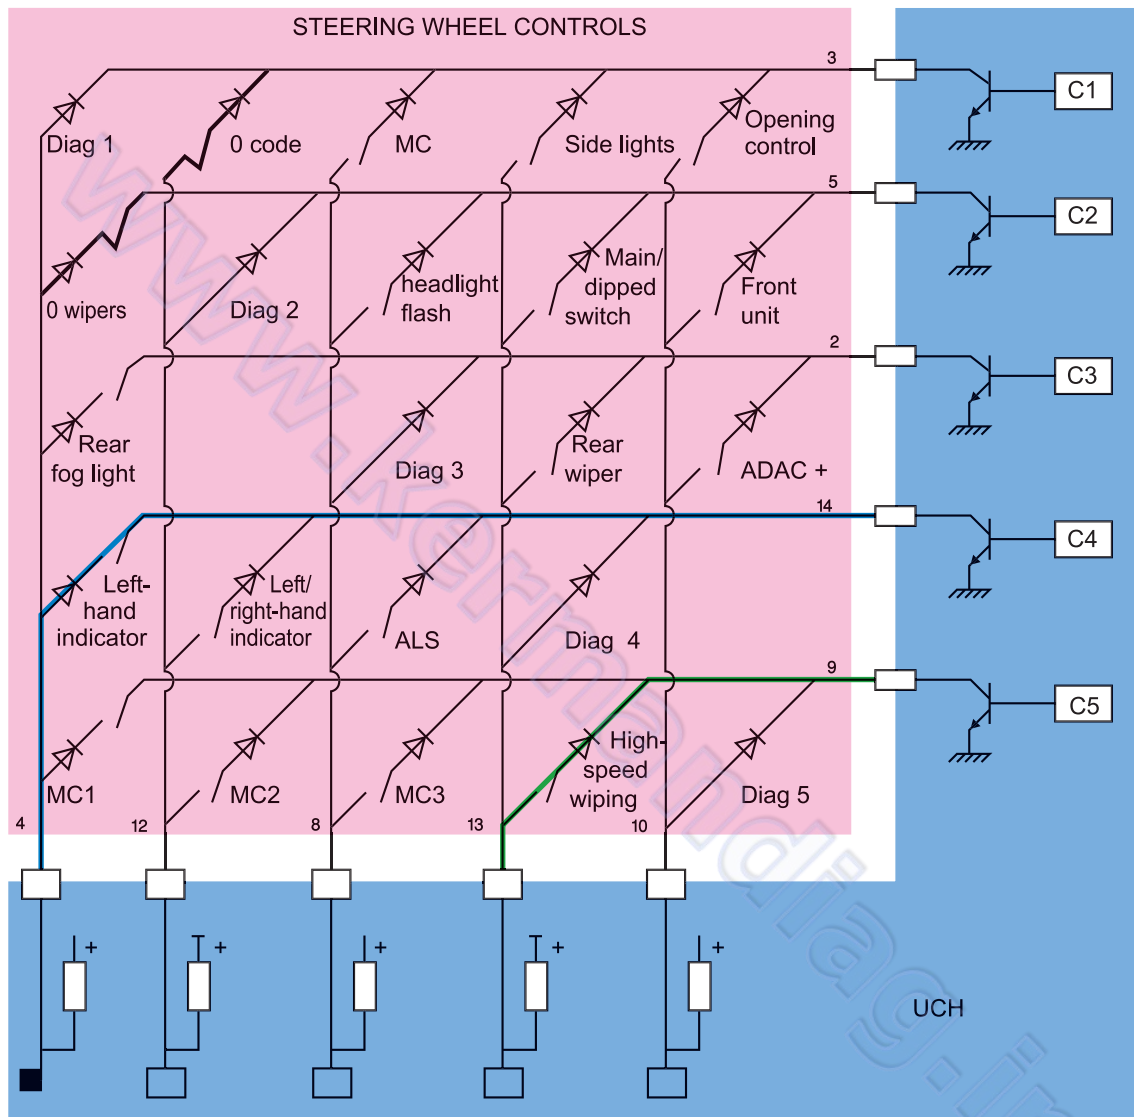 STEERING WHEEL CONTROLS
3
C1
Diag 1
0 code
MC
Side lights
Opening
control
5
C2
0 wipers
Diag 2
headlight
flash
Main/
dipped
switch
Front
unit
2
C3
Rear
fog light
Diag 3
Rear
wiper
ADAC +
14
C4
Left-
hand
indicator
Left/
right-hand
indicator
ALS
Diag 4
9
C5
MC1
MC2
MC3
High-
speed
wiping
Diag 5
4
12
8
13
10
+
+
+
+
+
UCH
www.kermandiag.ir